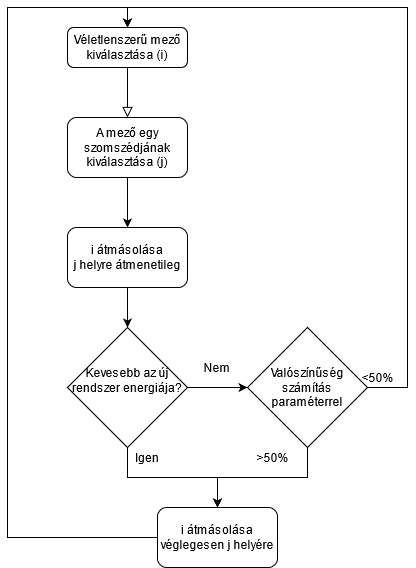 Véletlenszerű mező
kiválasztása (i)
A mező egy
szomszédjának
kiválasztása (j)
i átmásolása
j helyre átmenetileg
Kevesebb az új
rendszer energiája?
Nem
Valószínűség
számítás
paraméterrel
<50%
Igen
>50%
i átmásolása
véglegesen j helyére